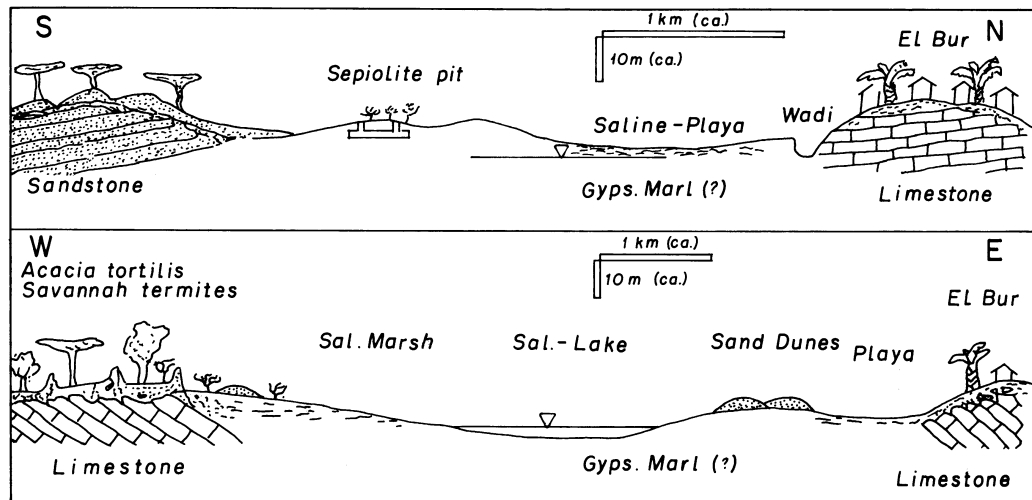 S
1 km (ca.)
N
10m (ca.)
El Bur
Sepiolite pit
Wadi
Saline-Playa
Sandstone
Gyps. Marl (?)
Limestone
W
1 km (ca.)
E
Acacia tortilis
Savannah termites
10 m (ca.)
El Bur
Sal. Marsh
Sal.-Lake
Sand Dunes
Playa
Limestone
Gyps. Marl (?)
Limestone